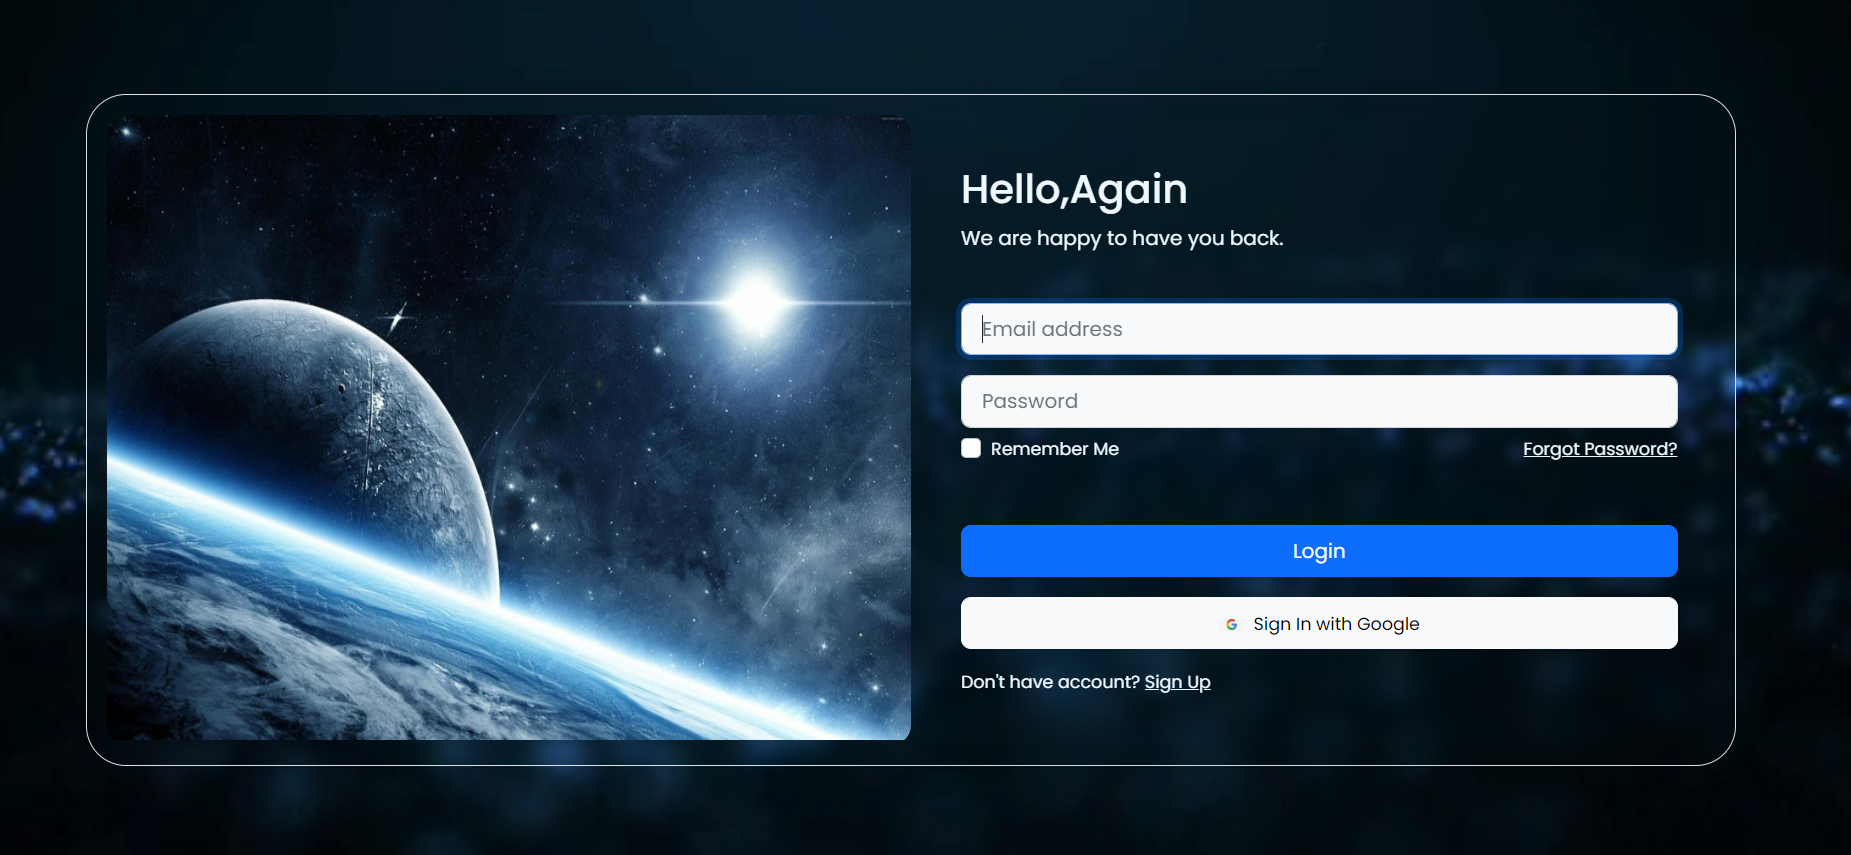 Hello,Again
We are happy to have you back.
Email address
Password
Remember Me
Forgot Password?
Login
Sign In with Google
Don't have account? Sign Up